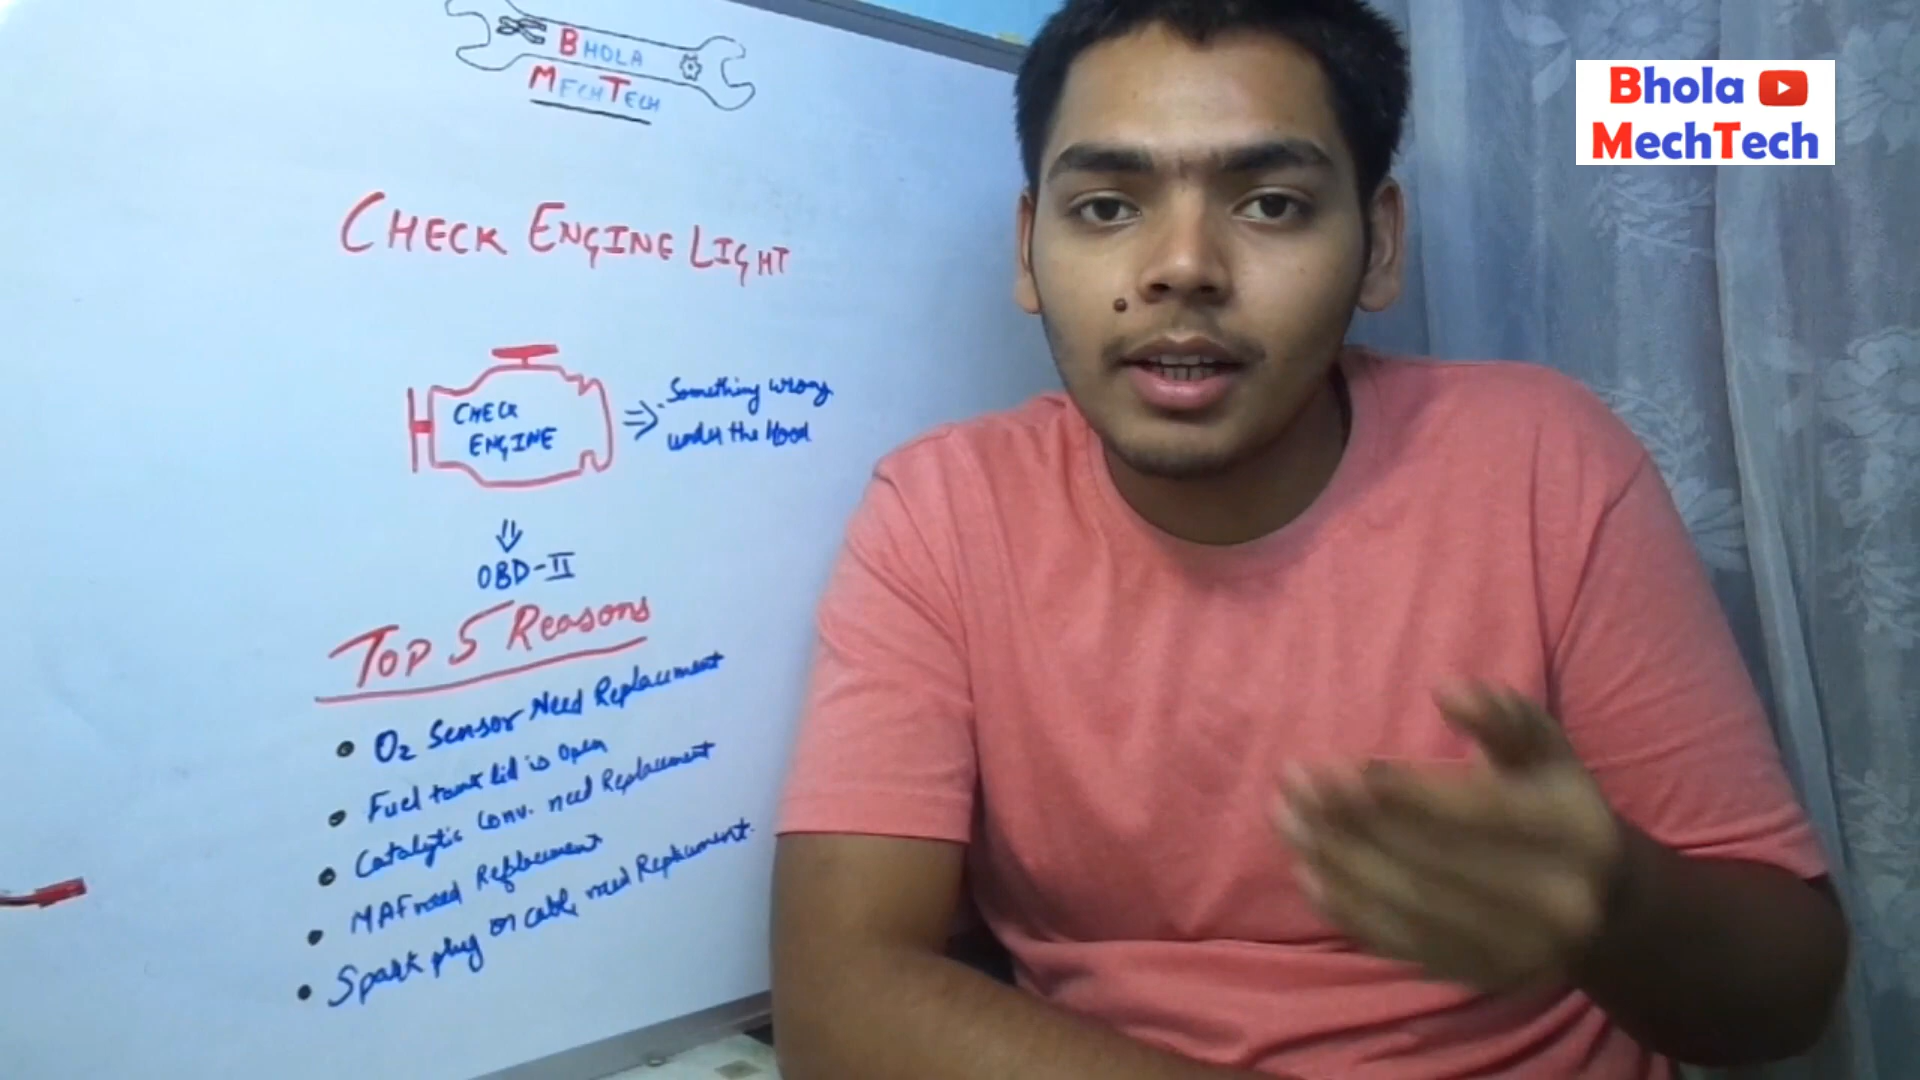 BHOLA
MECHTECH
Bhola
MechTech
CHECK ENGINE LIGHT
CHECK
ENGINE
⇒ Something wrong
under the Hood
⇓
OBD-II
Top 5 Reasons
• O₂ Sensor Need Replacement
• Fuel tank lid is Open
• Catalytic Conv. need Replacement
• MAF need Replacement
• Spark plug or cable need Replacement.